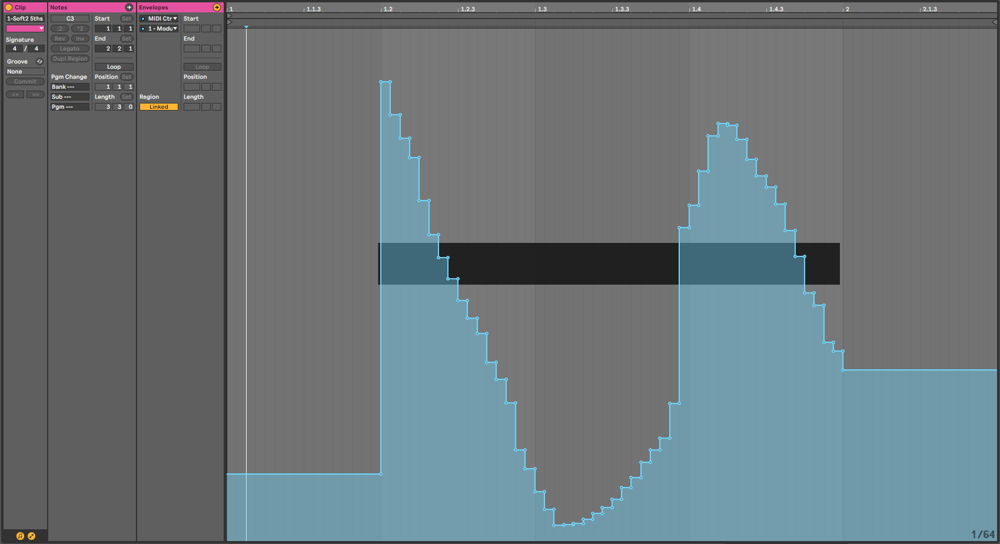 Clip
1-Soft2 5ths
Signature
4 / 4
Groove
None
Commit
<< >>
Notes
C3
:2 *2
Rev Inv
Legato
Dupl.Region
Pgm Change
Bank ---
Sub ---
Pgm ---
Start Set
1 1 1
End Set
2 2 1
Loop
Position Set
1 1 1
Length Set
3 3 0
Envelopes
MIDI Ctr
1 - Modu
Region
Linked
Start
End
Loop
Position
Length
1 1.1.3 1.2 1.2.3 1.3 1.3.3 1.4 1.4.3 2 2.1.3
1/64